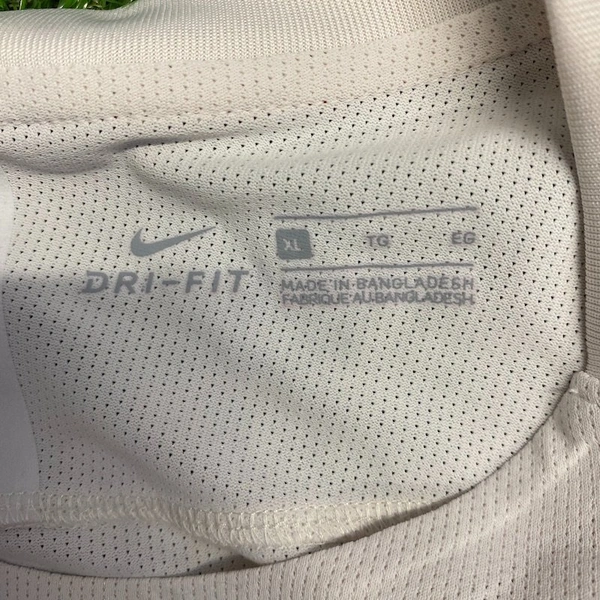 DRI-FIT
XL TG EG
MADE IN BANGLADESH
FABRIQUE AU BANGLADESH